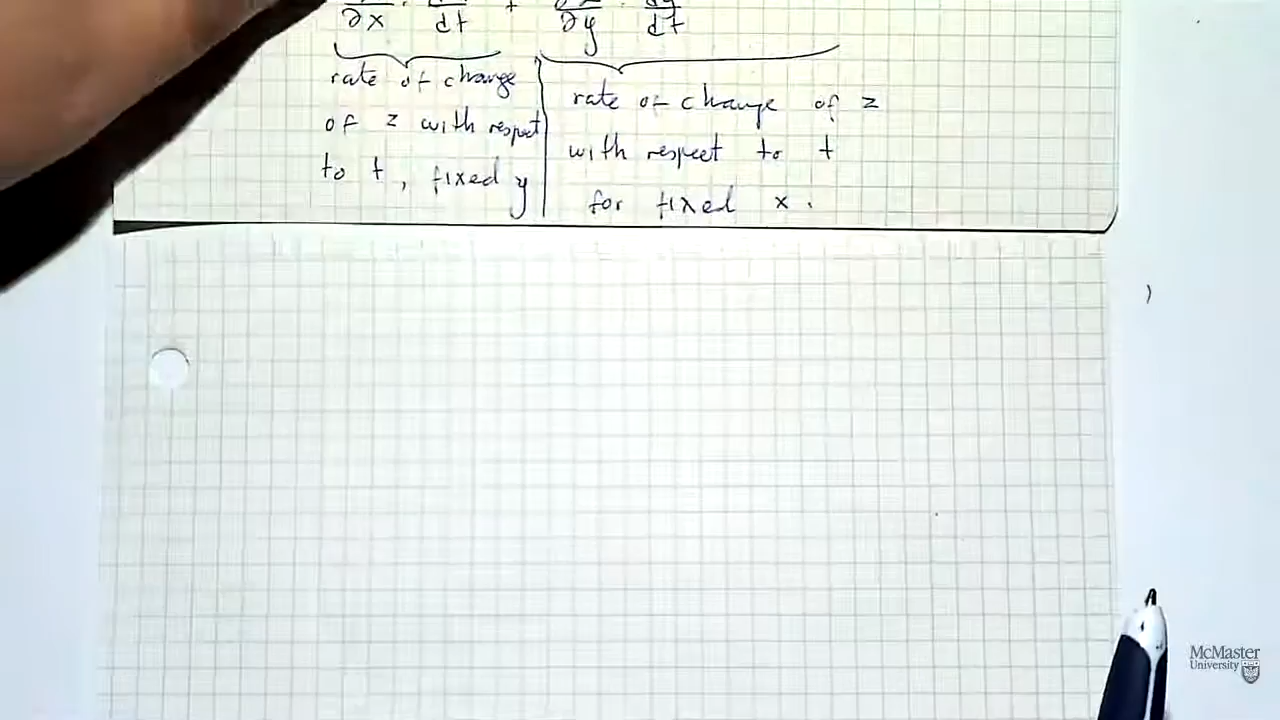 ∂x dt + ∂y dt
rate of change
of z with respect
to t, fixed y
rate of change of z
with respect to t
for fixed x.
McMaster
University